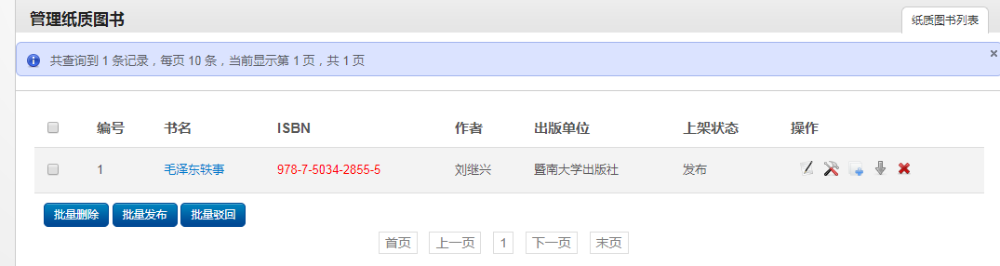 管理纸质图书
纸质图书列表
共查询到 1 条记录，每页 10 条，当前显示第 1 页，共 1 页
编号 书名 ISBN 作者 出版单位 上架状态 操作
1 毛泽东轶事 978-7-5034-2855-5 刘继兴 暨南大学出版社 发布
批量删除 批量发布 批量驳回
首页 上一页 1 下一页 末页